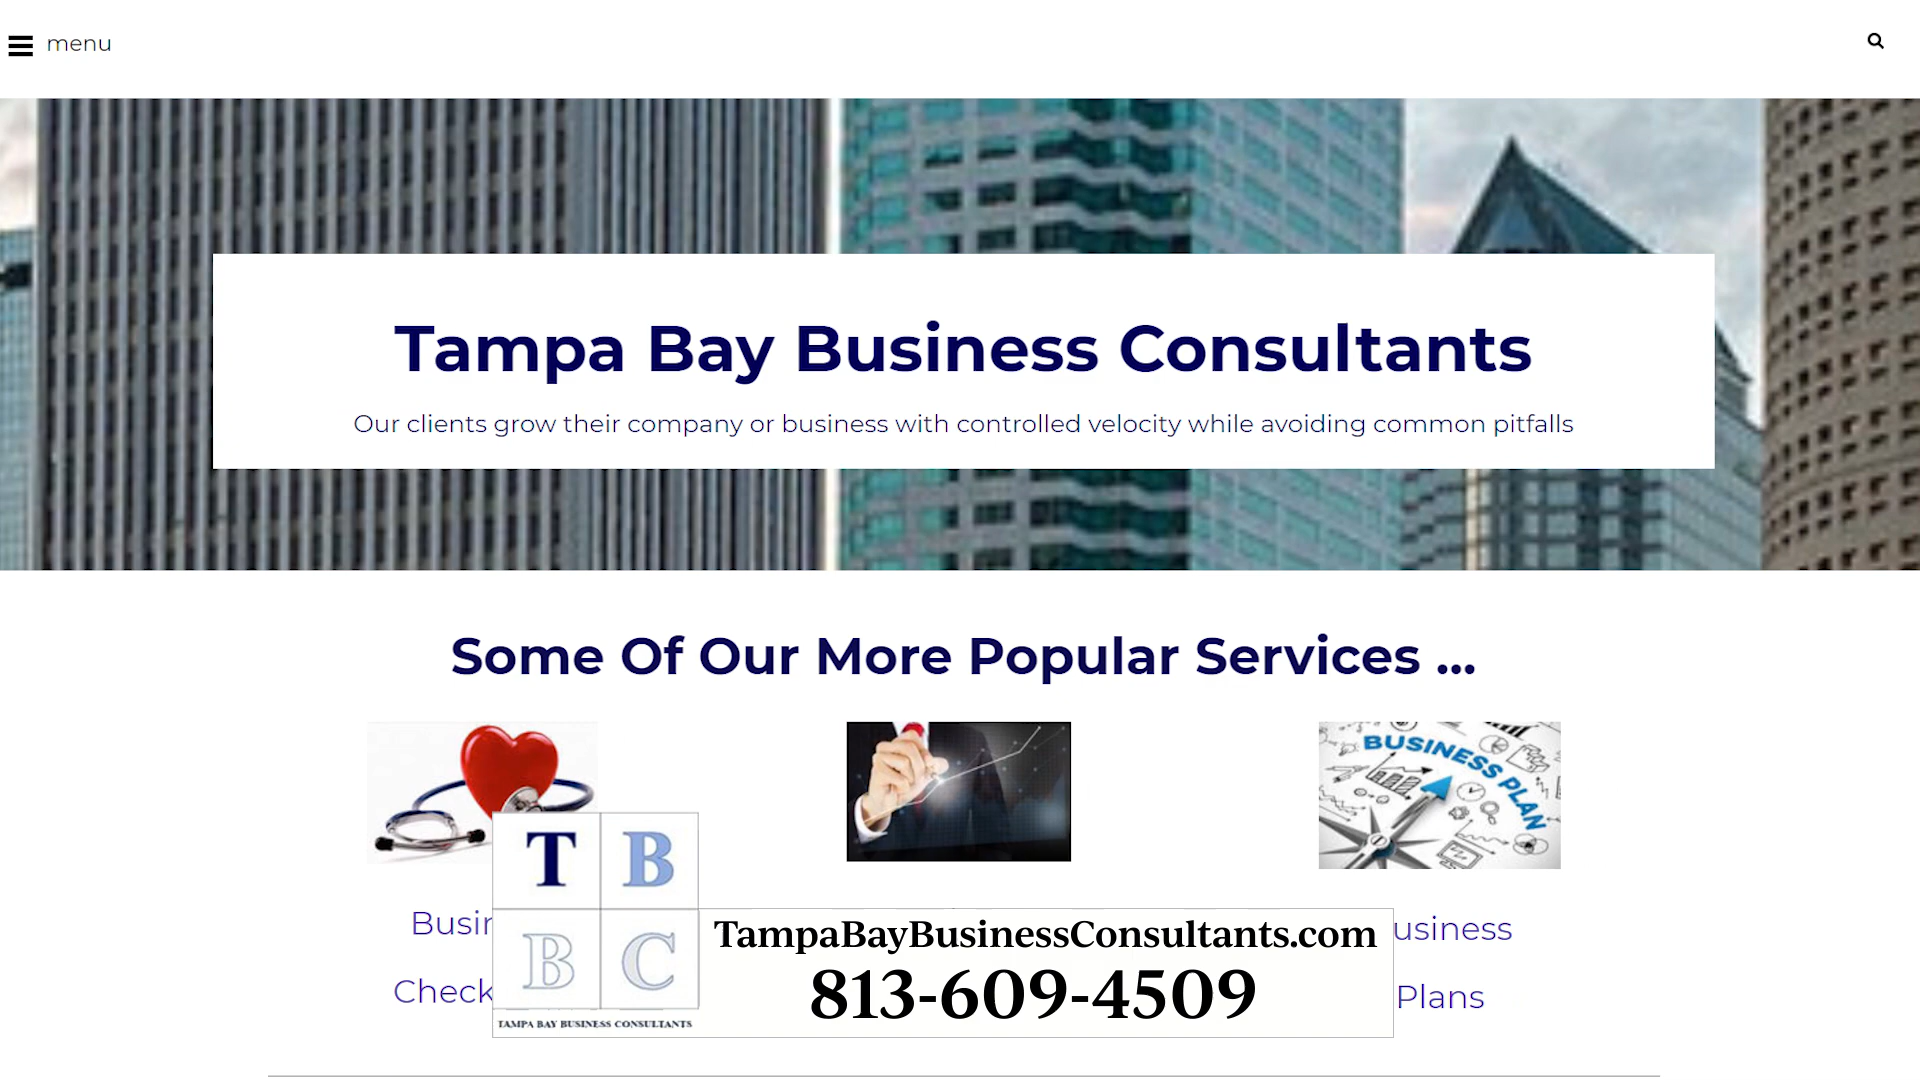 menu
Tampa Bay Business Consultants
Our clients grow their company or business with controlled velocity while avoiding common pitfalls
Some Of Our More Popular Services ...
BUSINESS PLAN
T B
B C
TAMPA BAY BUSINESS CONSULTANTS
TampaBayBusinessConsultants.com
813-609-4509
Busin
Check
usiness
Plans